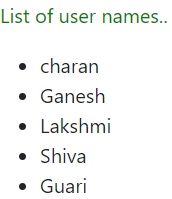 List of user names..
• charan
• Ganesh
• Lakshmi
• Shiva
• Guari